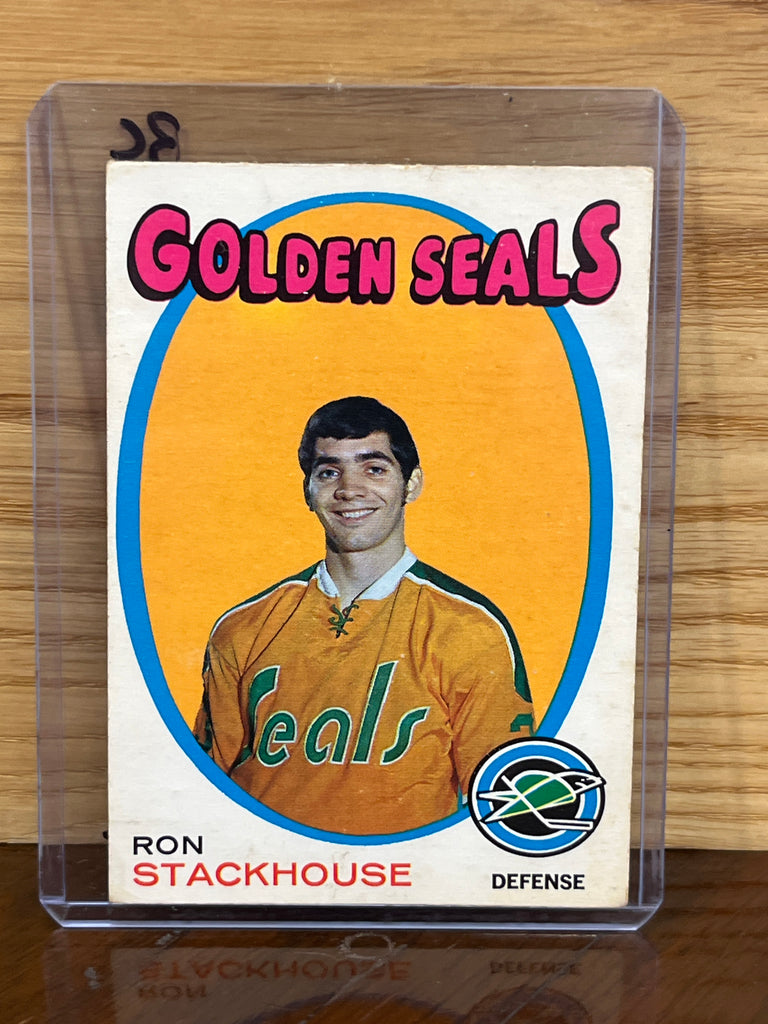 GOLDEN SEALS
Seals
RON
STACKHOUSE
DEFENSE